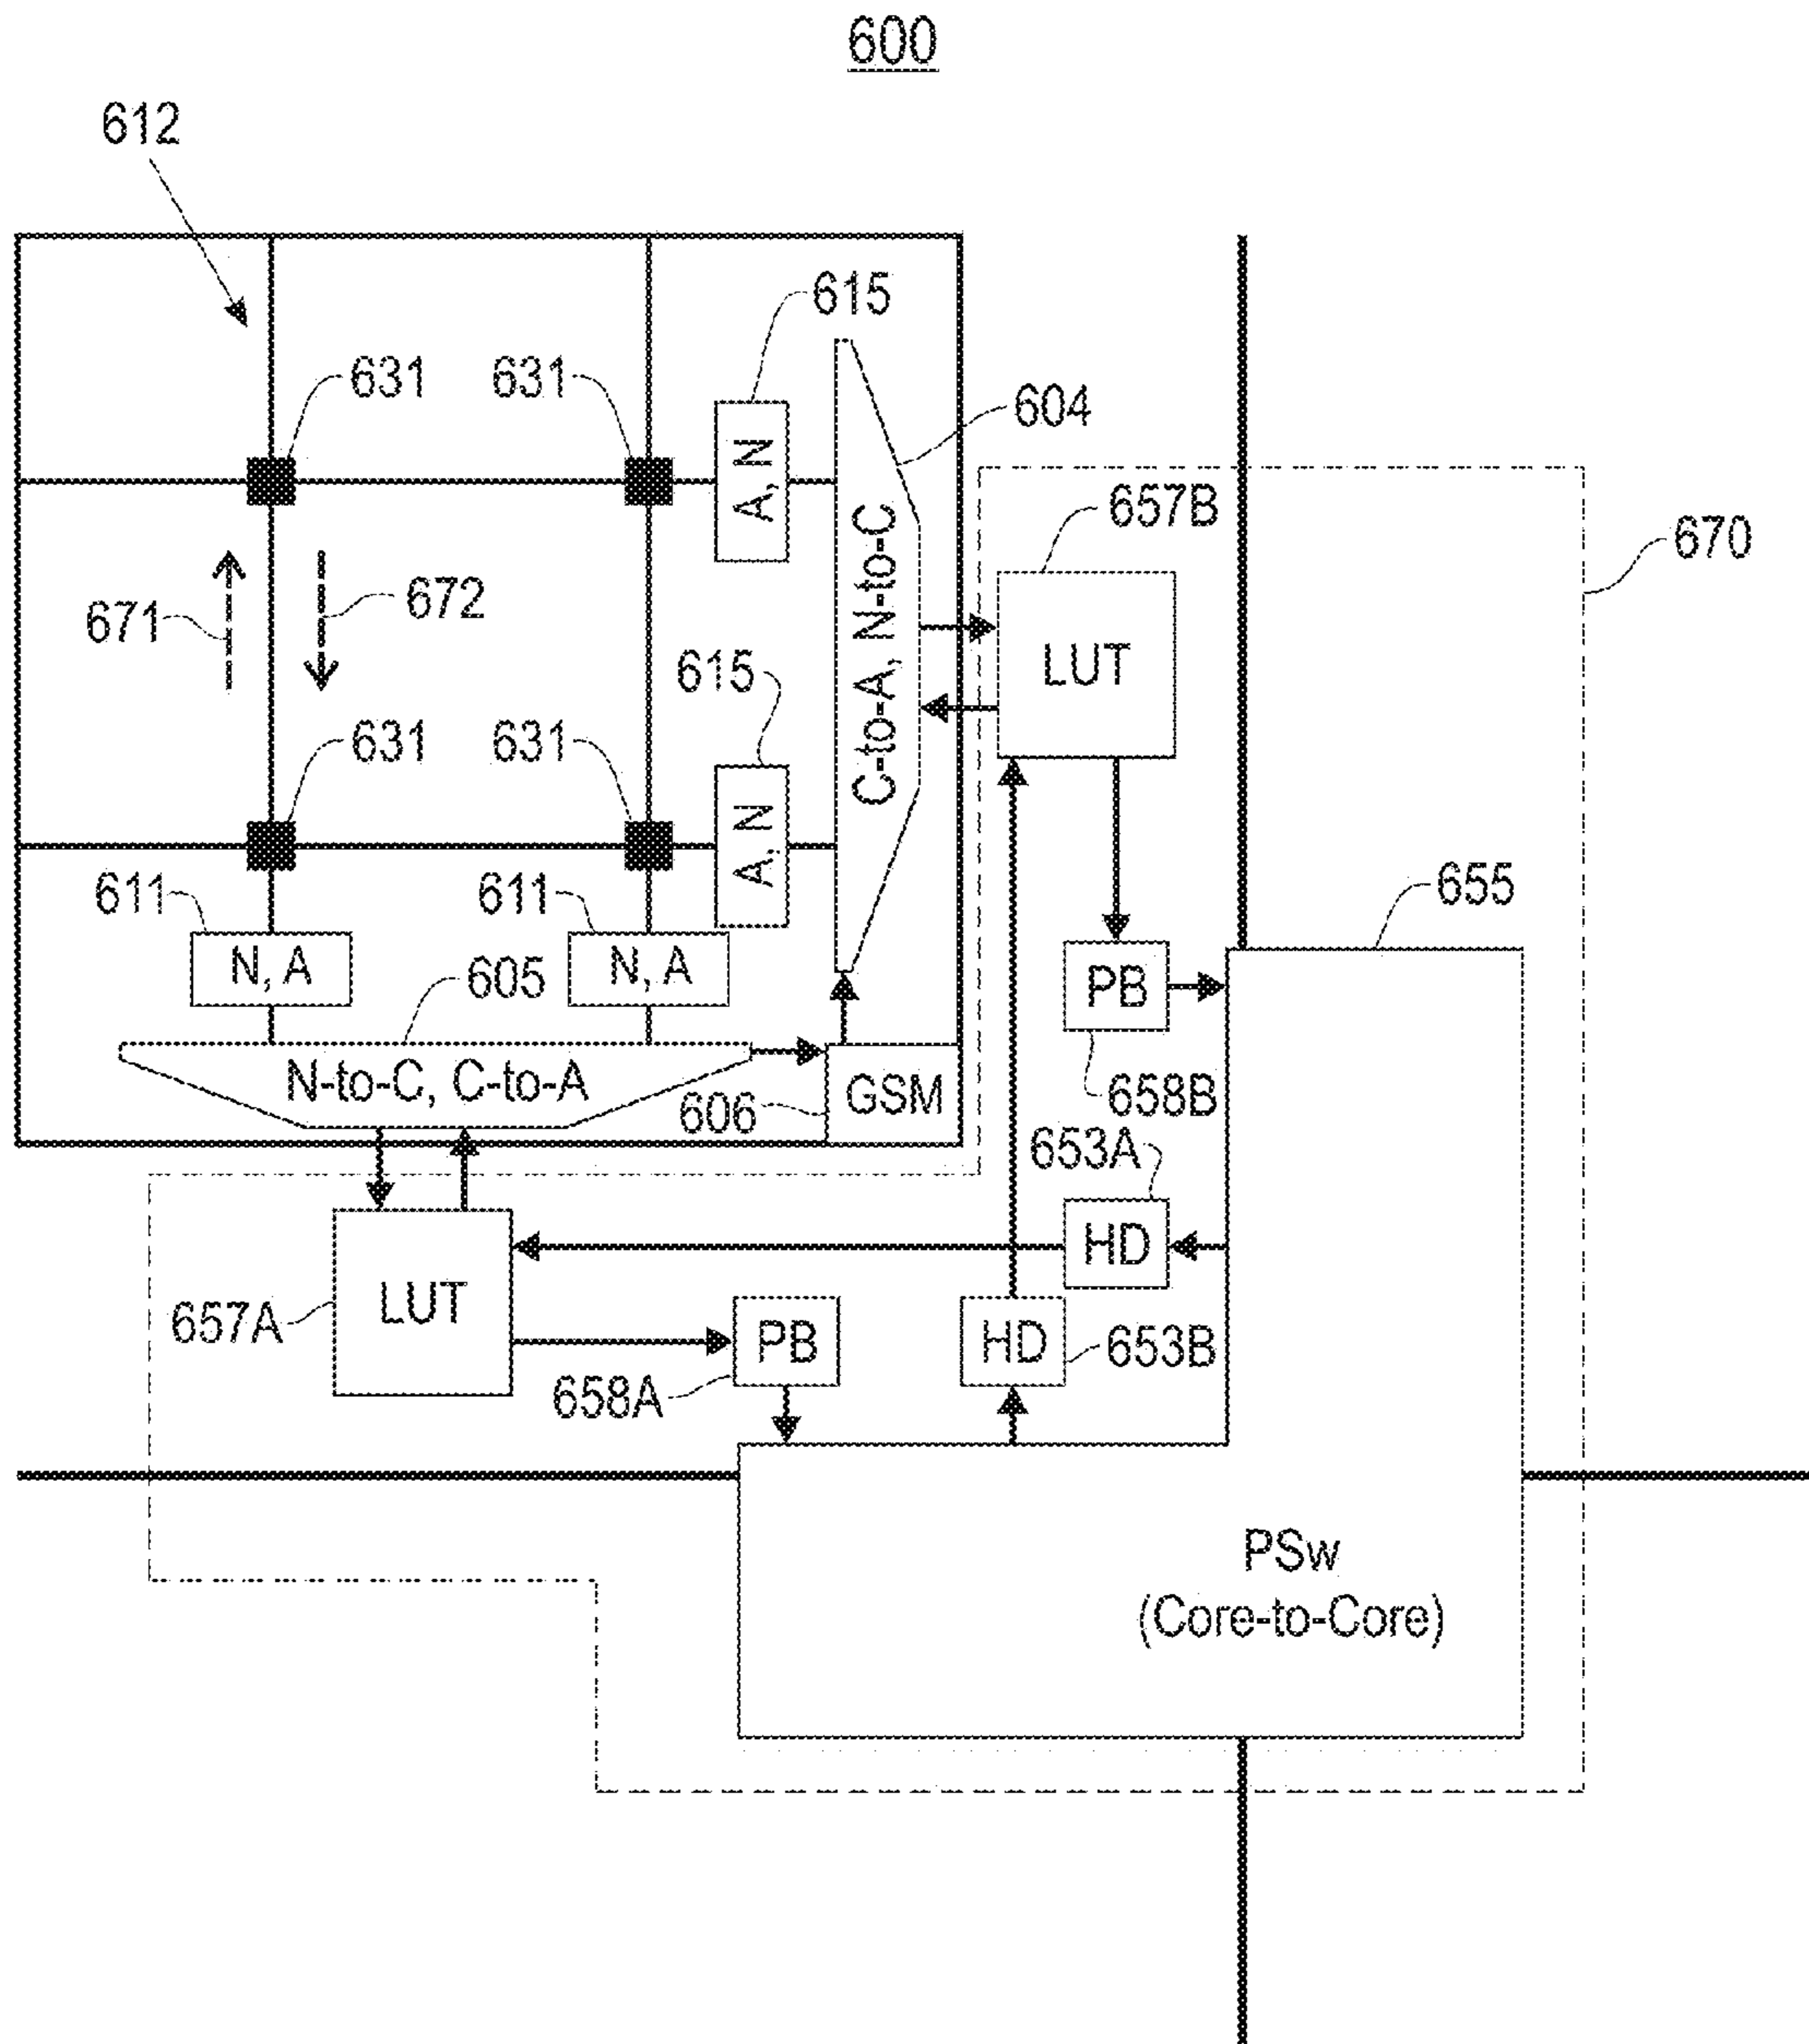 600
612
615
631
631
604
A, N
657B
670
C-to-A, N-to-C
671
672
LUT
615
631
631
A, N
655
611
611
N, A
605
N, A
PB
N-to-C, C-to-A
606
GSM
658B
653A
HD
LUT
657A
PB
HD
653B
658A
PSw
(Core-to-Core)